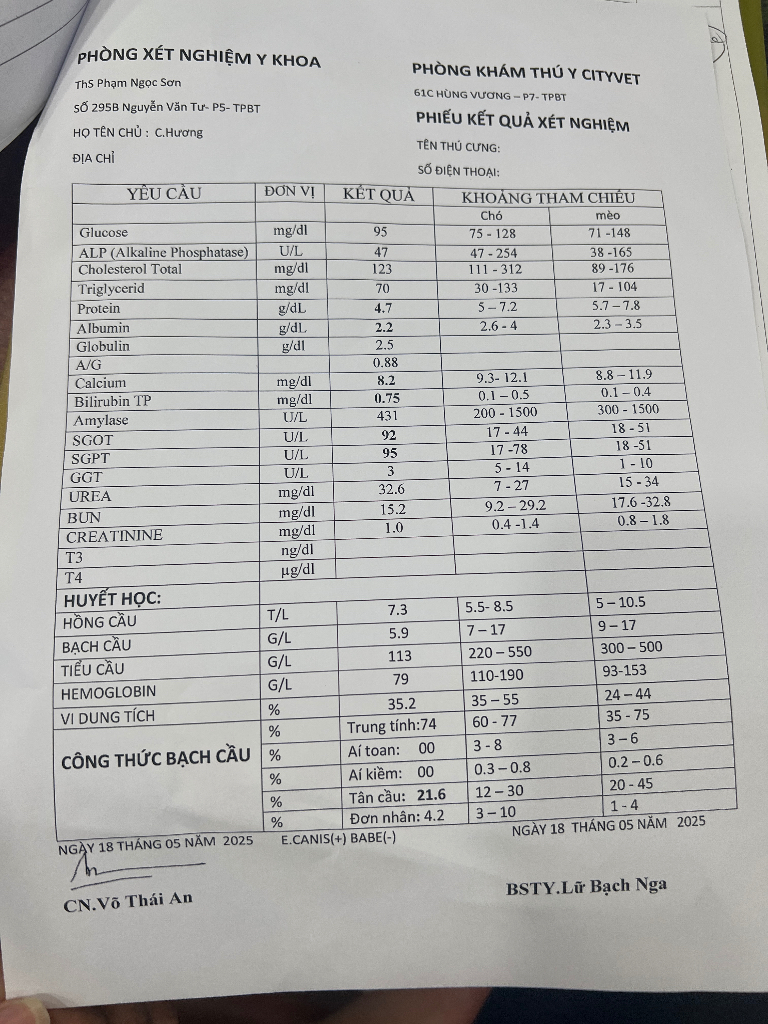 PHÒNG XÉT NGHIỆM Y KHOA
ThS Phạm Ngọc Sơn
SỐ 295B Nguyễn Văn Tư- P5- TPBT
HỌ TÊN CHỦ : C.Hương
ĐỊA CHỈ
PHÒNG KHÁM THÚ Y CITYVET
61C HÙNG VƯƠNG – P7- TPBT
PHIẾU KẾT QUẢ XÉT NGHIỆM
TÊN THÚ CƯNG:
SỐ ĐIỆN THOẠI:
YÊU CẦU ĐƠN VỊ KẾT QUẢ KHOẢNG THAM CHIẾU
Chó mèo
Glucose mg/dl 95 75 - 128 71 -148
ALP (Alkaline Phosphatase) U/L 47 47 - 254 38 -165
Cholesterol Total mg/dl 123 111 - 312 89 -176
Triglycerid mg/dl 70 30 -133 17 - 104
Protein g/dL 4.7 5 – 7.2 5.7 – 7.8
Albumin g/dL 2.2 2.6 - 4 2.3 – 3.5
Globulin g/dl 2.5
A/G 0.88
Calcium mg/dl 8.2 9.3- 12.1 8.8 – 11.9
Bilirubin TP mg/dl 0.75 0.1 – 0.5 0.1 – 0.4
Amylase U/L 431 200 - 1500 300 - 1500
SGOT U/L 92 17 - 44 18 - 51
SGPT U/L 95 17 -78 18 -51
GGT U/L 3 5 - 14 1 - 10
UREA mg/dl 32.6 7 - 27 15 - 34
BUN mg/dl 15.2 9.2 – 29.2 17.6 -32.8
CREATININE mg/dl 1.0 0.4 -1.4 0.8 – 1.8
T3 ng/dl
T4 µg/dl
HUYẾT HỌC:
HỒNG CẦU T/L 7.3 5.5- 8.5 5 – 10.5
BẠCH CẦU G/L 5.9 7 – 17 9 – 17
TIỂU CẦU G/L 113 220 – 550 300 – 500
HEMOGLOBIN G/L 79 110-190 93-153
VI DUNG TÍCH % 35.2 35 – 55 24 – 44
CÔNG THỨC BẠCH CẦU % Trung tính:74 60 - 77 35 - 75
% Aí toan: 00 3 - 8 3 – 6
% Aí kiềm: 00 0.3 – 0.8 0.2 – 0.6
% Tân cầu: 21.6 12 – 30 20 - 45
% Đơn nhân: 4.2 3 – 10 1 - 4
NGÀY 18 THÁNG 05 NĂM 2025 E.CANIS(+) BABE(-) NGÀY 18 THÁNG 05 NĂM 2025
CN.Võ Thái An
BSTY.Lữ Bạch Nga